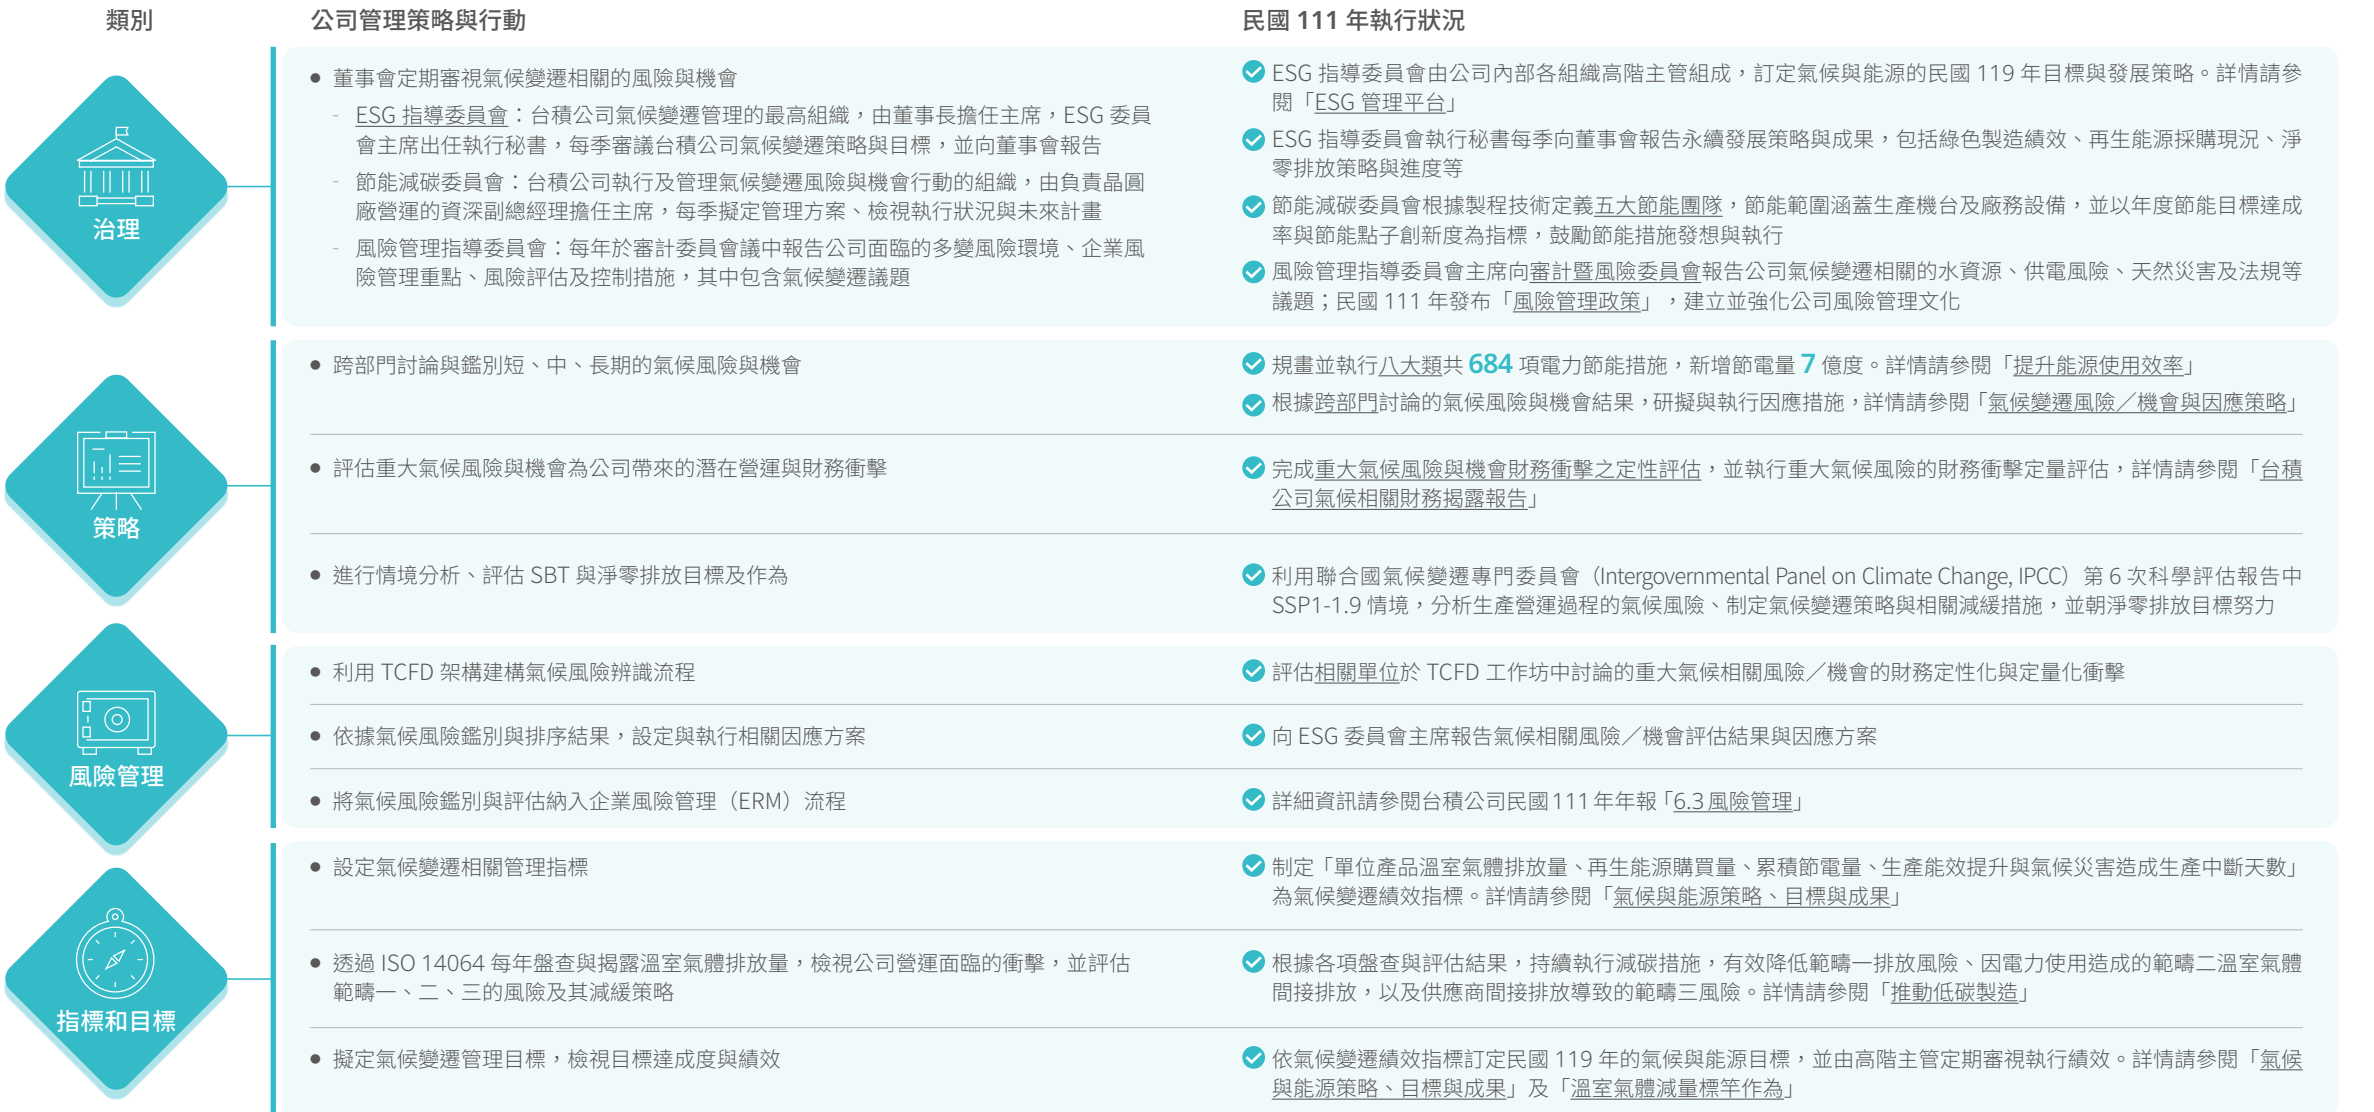 類別
公司管理策略與行動
民國 111 年執行狀況
治理
● 董事會定期審視氣候變遷相關的風險與機會
- ESG 指導委員會：台積公司氣候變遷管理的最高組織，由董事長擔任主席，ESG 委員
會主席出任執行秘書，每季審議台積公司氣候變遷策略與目標，並向董事會報告
- 節能減碳委員會：台積公司執行及管理氣候變遷風險與機會行動的組織，由負責晶圓
廠營運的資深副總經理擔任主席，每季擬定管理方案、檢視執行狀況與未來計畫
- 風險管理指導委員會：每年於審計委員會議中報告公司面臨的多變風險環境、企業風
險管理重點、風險評估及控制措施，其中包含氣候變遷議題
ESG 指導委員會由公司內部各組織高階主管組成，訂定氣候與能源的民國 119 年目標與發展策略。詳情請參
閱「ESG 管理平台」
ESG 指導委員會執行秘書每季向董事會報告永續發展策略與成果，包括綠色製造績效、再生能源採購現況、淨
零排放策略與進度等
節能減碳委員會根據製程技術定義五大節能團隊，節能範圍涵蓋生產機台及廠務設備，並以年度節能目標達成
率與節能點子創新度為指標，鼓勵節能措施發想與執行
風險管理指導委員會主席向審計暨風險委員會報告公司氣候變遷相關的水資源、供電風險、天然災害及法規等
議題；民國 111 年發布「風險管理政策」，建立並強化公司風險管理文化
策略
● 跨部門討論與鑑別短、中、長期的氣候風險與機會
規畫並執行八大類共 684 項電力節能措施，新增節電量 7 億度。詳情請參閱「提升能源使用效率」
根據跨部門討論的氣候風險與機會結果，研擬與執行因應措施，詳情請參閱「氣候變遷風險／機會與因應策略」
● 評估重大氣候風險與機會為公司帶來的潛在營運與財務衝擊
完成重大氣候風險與機會財務衝擊之定性評估，並執行重大氣候風險的財務衝擊定量評估，詳情請參閱「台積
公司氣候相關財務揭露報告」
● 進行情境分析、評估 SBT 與淨零排放目標及作為
利用聯合國氣候變遷專門委員會（Intergovernmental Panel on Climate Change, IPCC）第 6 次科學評估報告中
SSP1-1.9 情境，分析生產營運過程的氣候風險、制定氣候變遷策略與相關減緩措施，並朝淨零排放目標努力
風險管理
● 利用 TCFD 架構建構氣候風險辨識流程
評估相關單位於 TCFD 工作坊中討論的重大氣候相關風險／機會的財務定性化與定量化衝擊
● 依據氣候風險鑑別與排序結果，設定與執行相關因應方案
向 ESG 委員會主席報告氣候相關風險／機會評估結果與因應方案
● 將氣候風險鑑別與評估納入企業風險管理（ERM）流程
詳細資訊請參閱台積公司民國 111 年年報「6.3 風險管理」
指標和目標
● 設定氣候變遷相關管理指標
制定「單位產品溫室氣體排放量、再生能源購買量、累積節電量、生產能效提升與氣候災害造成生產中斷天數」
為氣候變遷績效指標。詳情請參閱「氣候與能源策略、目標與成果」
● 透過 ISO 14064 每年盤查與揭露溫室氣體排放量，檢視公司營運面臨的衝擊，並評估
範疇一、二、三的風險及其減緩策略
根據各項盤查與評估結果，持續執行減碳措施，有效降低範疇一排放風險、因電力使用造成的範疇二溫室氣體
間接排放，以及供應商間接排放導致的範疇三風險。詳情請參閱「推動低碳製造」
● 擬定氣候變遷管理目標，檢視目標達成度與績效
依氣候變遷績效指標訂定民國 119 年的氣候與能源目標，並由高階主管定期審視執行績效。詳情請參閱「氣候
與能源策略、目標與成果」及「溫室氣體減量標竿作為」